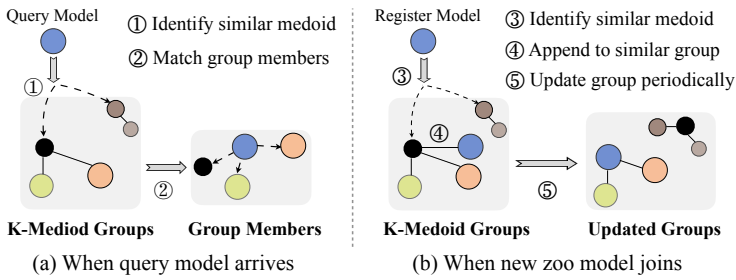 Query Model
① Identify similar medoid
② Match group members
①
②
K-Mediod Groups
Group Members
(a) When query model arrives
Register Model
③ Identify similar medoid
④ Append to similar group
⑤ Update group periodically
③
④
⑤
K-Medoid Groups
Updated Groups
(b) When new zoo model joins